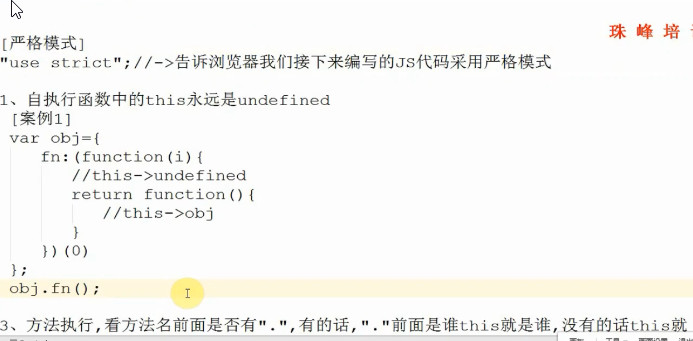 珠峰培
[严格模式]
"use strict";//->告诉浏览器我们接下来编写的JS代码采用严格模式
1、自执行函数中的this永远是undefined
[案例1]
var obj={
fn:(function(i){
//this->undefined
return function(){
//this->obj
}
})(0)
};
obj.fn();
3、方法执行,看方法名前面是否有".",有的话,"."前面是谁this就是谁,没有的话this就